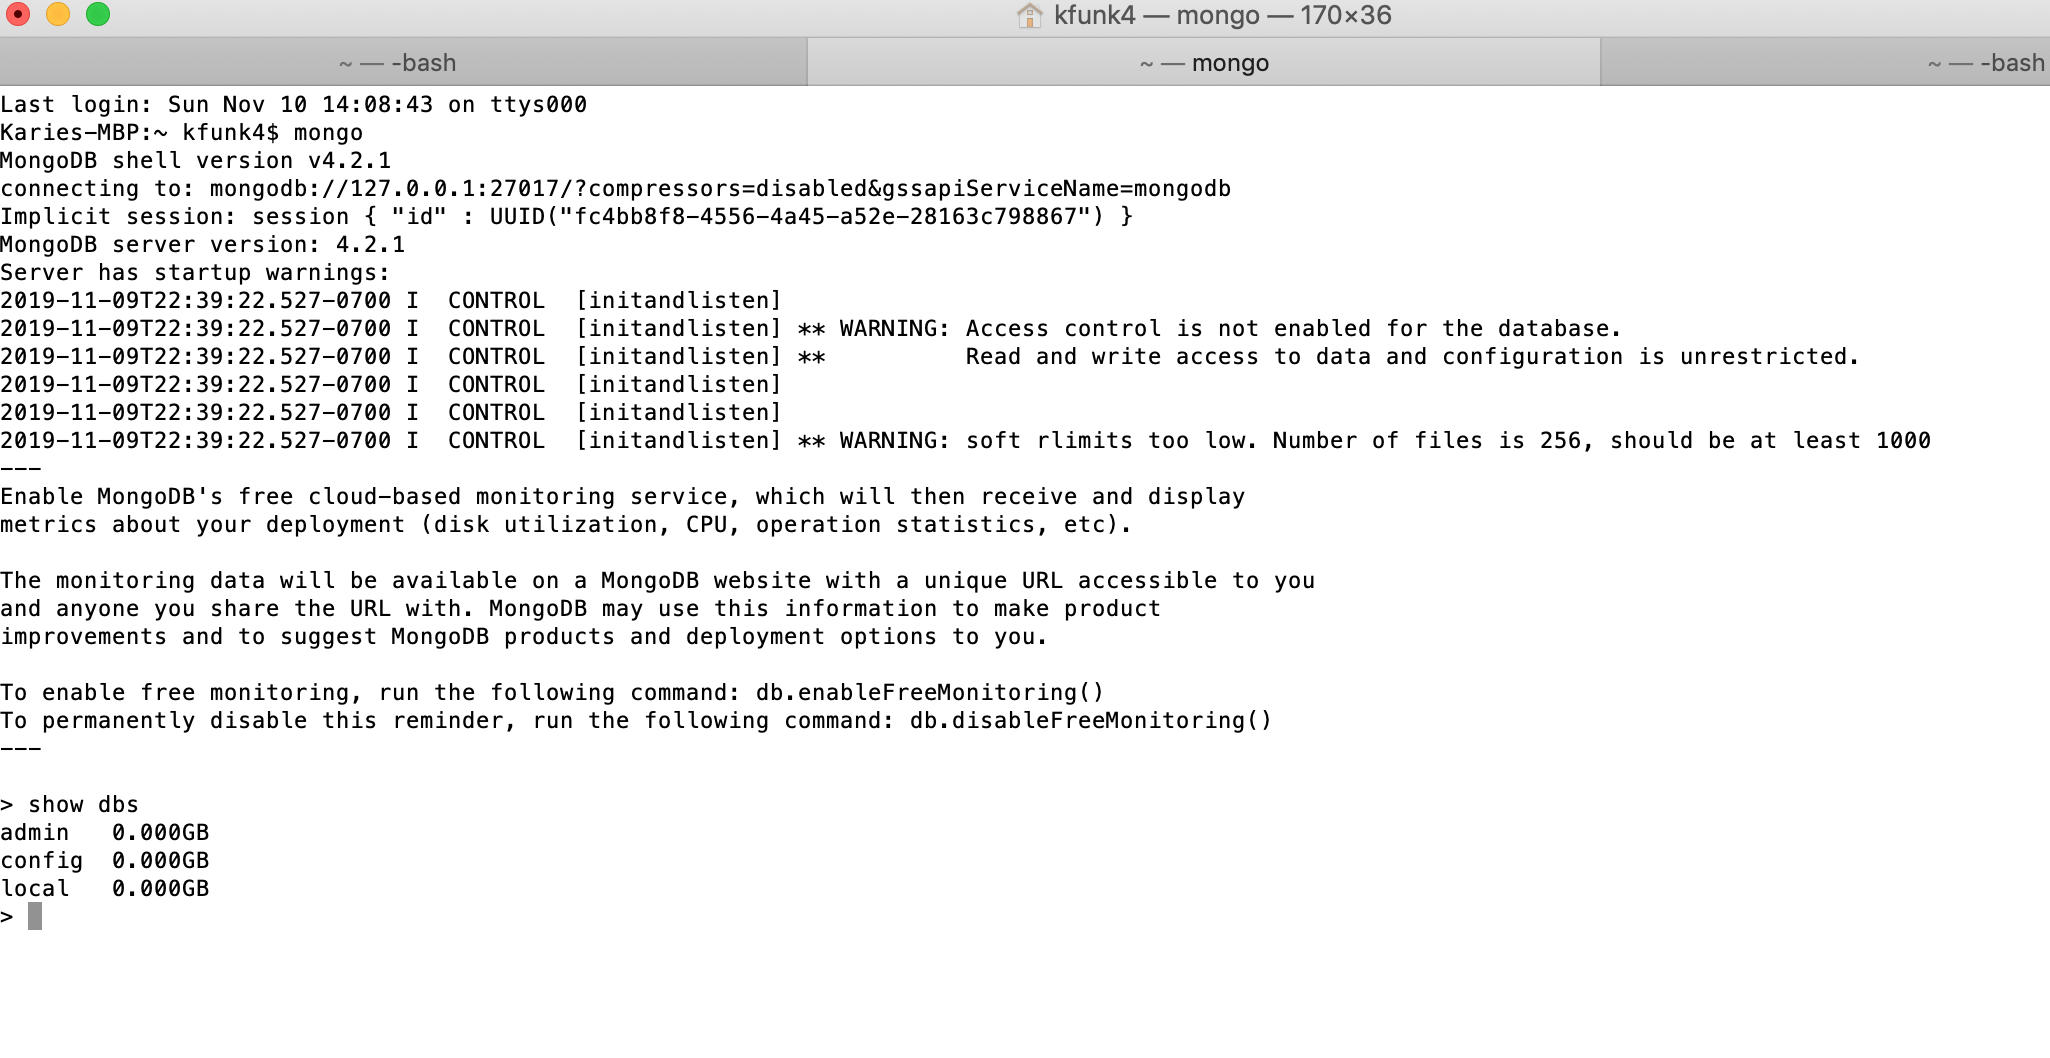 kfunk4 — mongo — 170×36
~ — -bash
~ — mongo
~ — -bash
Last login: Sun Nov 10 14:08:43 on ttys000
Karies-MBP:~ kfunk4$ mongo
MongoDB shell version v4.2.1
connecting to: mongodb://127.0.0.1:27017/?compressors=disabled&gssapiServiceName=mongodb
Implicit session: session { "id" : UUID("fc4bb8f8-4556-4a45-a52e-28163c798867") }
MongoDB server version: 4.2.1
Server has startup warnings:
2019-11-09T22:39:22.527-0700 I  CONTROL  [initandlisten]
2019-11-09T22:39:22.527-0700 I  CONTROL  [initandlisten] ** WARNING: Access control is not enabled for the database.
2019-11-09T22:39:22.527-0700 I  CONTROL  [initandlisten] **          Read and write access to data and configuration is unrestricted.
2019-11-09T22:39:22.527-0700 I  CONTROL  [initandlisten]
2019-11-09T22:39:22.527-0700 I  CONTROL  [initandlisten]
2019-11-09T22:39:22.527-0700 I  CONTROL  [initandlisten] ** WARNING: soft rlimits too low. Number of files is 256, should be at least 1000
---
Enable MongoDB's free cloud-based monitoring service, which will then receive and display
metrics about your deployment (disk utilization, CPU, operation statistics, etc).
The monitoring data will be available on a MongoDB website with a unique URL accessible to you
and anyone you share the URL with. MongoDB may use this information to make product
improvements and to suggest MongoDB products and deployment options to you.
To enable free monitoring, run the following command: db.enableFreeMonitoring()
To permanently disable this reminder, run the following command: db.disableFreeMonitoring()
---
> show dbs
admin   0.000GB
config  0.000GB
local   0.000GB
>